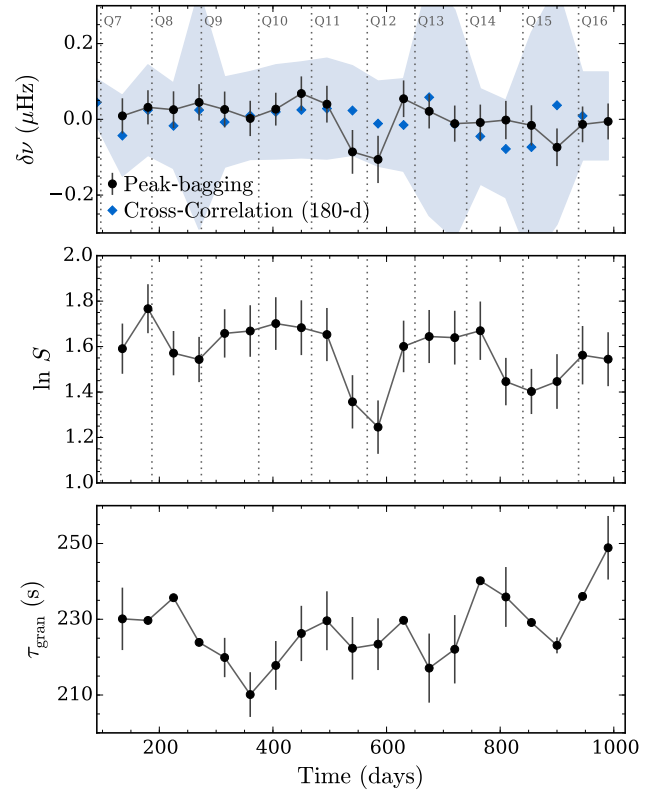 Q7 Q8 Q9 Q10 Q11 Q12 Q13 Q14 Q15 Q16
0.2
0.0
−0.2
δν (μHz)
Peak-bagging
Cross-Correlation (180-d)
2.0
1.8
1.6
1.4
1.2
1.0
ln S
250
230
210
τgran (s)
200 400 600 800 1000
Time (days)